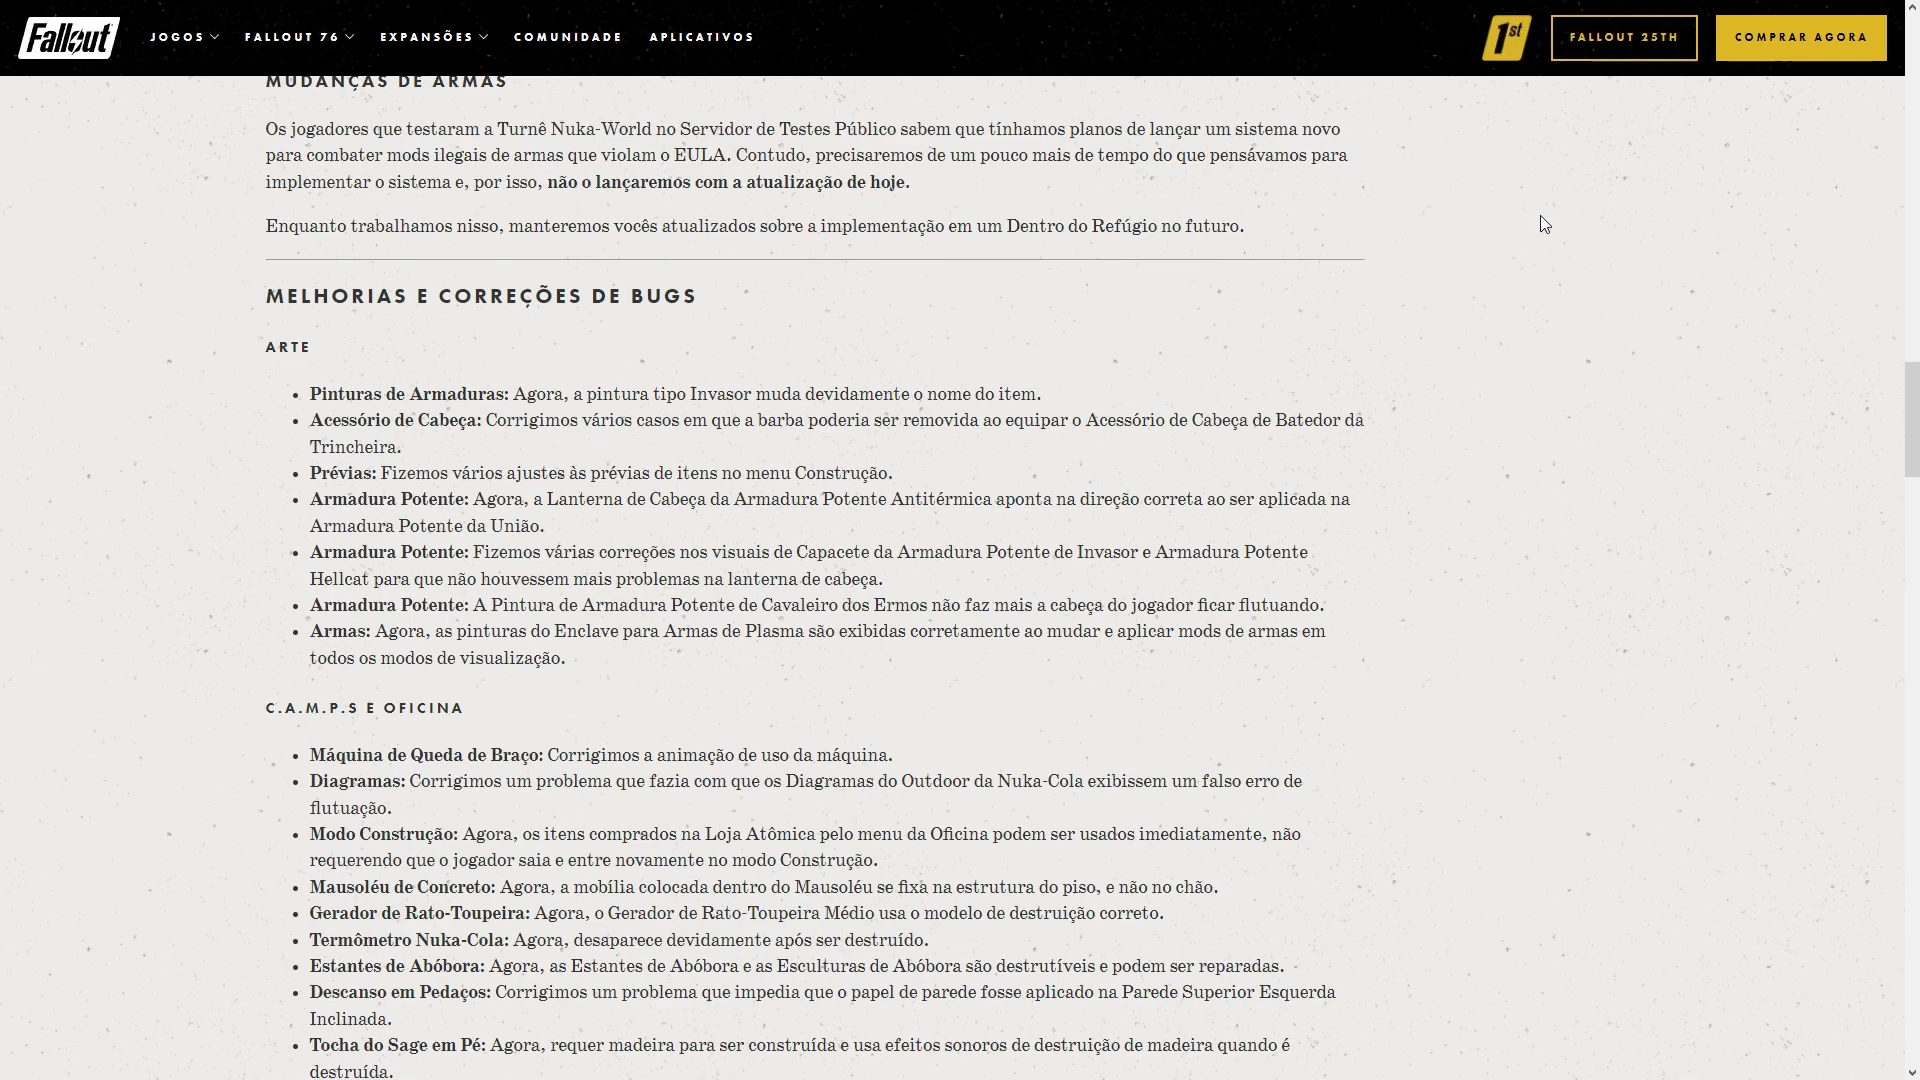 Fallout JOGOS FALLOUT 76 EXPANSÕES COMUNIDADE APLICATIVOS 1st FALLOUT 25TH COMPRAR AGORA
MUDANÇAS DE ARMAS
Os jogadores que testaram a Turnê Nuka-World no Servidor de Testes Público sabem que tínhamos planos de lançar um sistema novo
para combater mods ilegais de armas que violam o EULA. Contudo, precisaremos de um pouco mais de tempo do que pensávamos para
implementar o sistema e, por isso, não o lançaremos com a atualização de hoje.
Enquanto trabalhamos nisso, manteremos vocês atualizados sobre a implementação em um Dentro do Refúgio no futuro.
MELHORIAS E CORREÇÕES DE BUGS
ARTE
• Pinturas de Armaduras: Agora, a pintura tipo Invasor muda devidamente o nome do item.
• Acessório de Cabeça: Corrigimos vários casos em que a barba poderia ser removida ao equipar o Acessório de Cabeça de Batedor da
Trincheira.
• Prévias: Fizemos vários ajustes às prévias de itens no menu Construção.
• Armadura Potente: Agora, a Lanterna de Cabeça da Armadura Potente Antitérmica aponta na direção correta ao ser aplicada na
Armadura Potente da União.
• Armadura Potente: Fizemos várias correções nos visuais de Capacete da Armadura Potente de Invasor e Armadura Potente
Hellcat para que não houvessem mais problemas na lanterna de cabeça.
• Armadura Potente: A Pintura de Armadura Potente de Cavaleiro dos Ermos não faz mais a cabeça do jogador ficar flutuando.
• Armas: Agora, as pinturas do Enclave para Armas de Plasma são exibidas corretamente ao mudar e aplicar mods de armas em
todos os modos de visualização.
C.A.M.P.S E OFICINA
• Máquina de Queda de Braço: Corrigimos a animação de uso da máquina.
• Diagramas: Corrigimos um problema que fazia com que os Diagramas do Outdoor da Nuka-Cola exibissem um falso erro de
flutuação.
• Modo Construção: Agora, os itens comprados na Loja Atômica pelo menu da Oficina podem ser usados imediatamente, não
requerendo que o jogador saia e entre novamente no modo Construção.
• Mausoléu de Concreto: Agora, a mobília colocada dentro do Mausoléu se fixa na estrutura do piso, e não no chão.
• Gerador de Rato-Toupeira: Agora, o Gerador de Rato-Toupeira Médio usa o modelo de destruição correto.
• Termômetro Nuka-Cola: Agora, desaparece devidamente após ser destruído.
• Estantes de Abóbora: Agora, as Estantes de Abóbora e as Esculturas de Abóbora são destrutíveis e podem ser reparadas.
• Descanso em Pedaços: Corrigimos um problema que impedia que o papel de parede fosse aplicado na Parede Superior Esquerda
Inclinada.
• Tocha do Sage em Pé: Agora, requer madeira para ser construída e usa efeitos sonoros de destruição de madeira quando é
destruída.